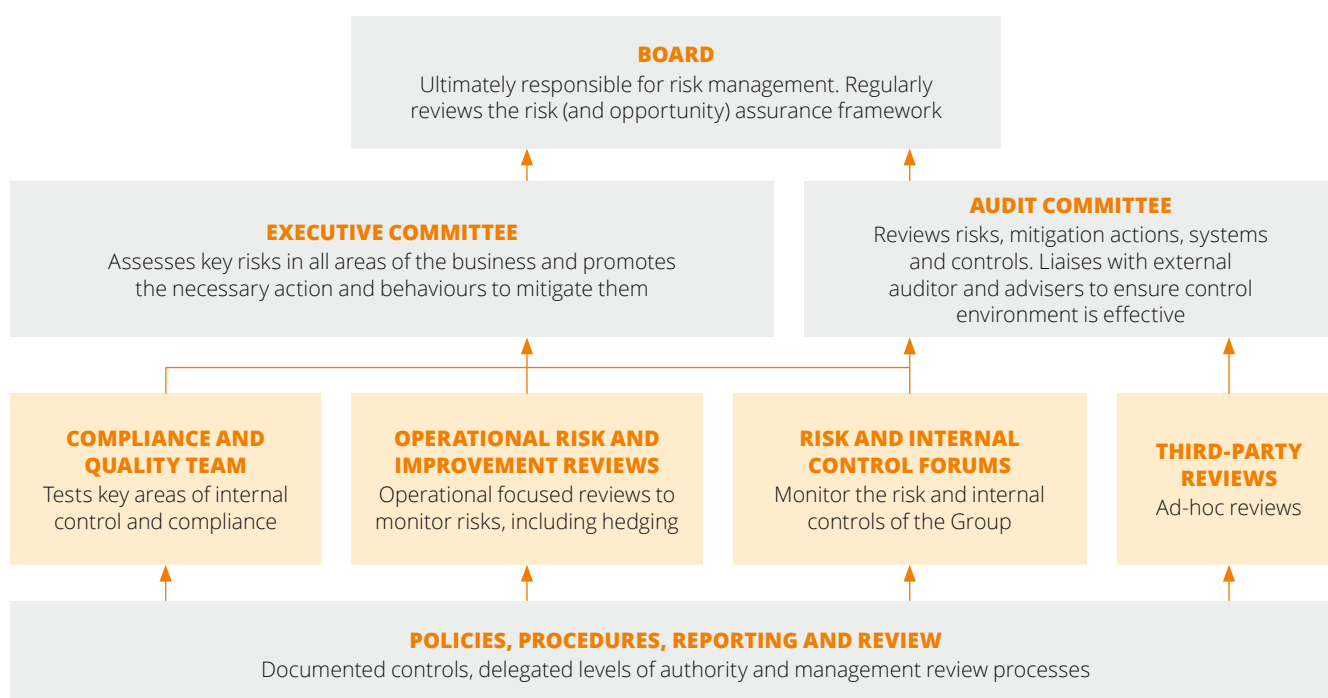 BOARD
Ultimately responsible for risk management. Regularly
reviews the risk (and opportunity) assurance framework
EXECUTIVE COMMITTEE
Assesses key risks in all areas of the business and promotes
the necessary action and behaviours to mitigate them
AUDIT COMMITTEE
Reviews risks, mitigation actions, systems
and controls. Liaises with external
auditor and advisers to ensure control
environment is effective
COMPLIANCE AND
QUALITY TEAM
Tests key areas of internal
control and compliance
OPERATIONAL RISK AND
IMPROVEMENT REVIEWS
Operational focused reviews to
monitor risks, including hedging
RISK AND INTERNAL
CONTROL FORUMS
Monitor the risk and internal
controls of the Group
THIRD-PARTY
REVIEWS
Ad-hoc reviews
POLICIES, PROCEDURES, REPORTING AND REVIEW
Documented controls, delegated levels of authority and management review processes